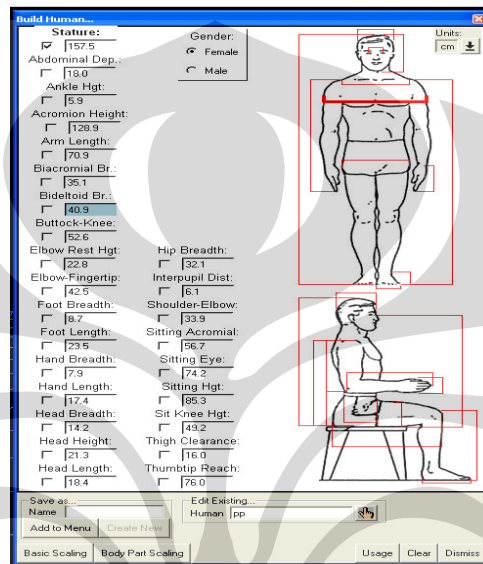 Build Human...
Stature:
157.5
Abdominal Dep.:
18.0
Ankle Hgt:
5.9
Acromion Height:
128.9
Arm Length:
70.9
Biacromial Br.:
35.1
Bideltoid Br.:
40.9
Buttock-Knee:
52.6
Elbow Rest Hgt:
22.8
Elbow-Fingertip:
42.5
Foot Breadth:
8.7
Foot Length:
23.5
Hand Breadth:
7.9
Hand Length:
17.4
Head Breadth:
14.2
Head Height:
21.3
Head Length:
18.4
Hip Breadth:
32.1
Interpupil Dist:
6.1
Shoulder-Elbow:
33.9
Sitting Acromial:
56.7
Sitting Eye:
74.2
Sitting Hgt:
85.3
Sit Knee Hgt:
49.2
Thigh Clearance:
16.0
Thumbtip Reach:
76.0
Gender:
Female
Male
Units:
cm
Save as...
Name
Add to Menu Create New
Edit Existing...
Human pp
Basic Scaling Body Part Scaling Usage Clear Dismiss